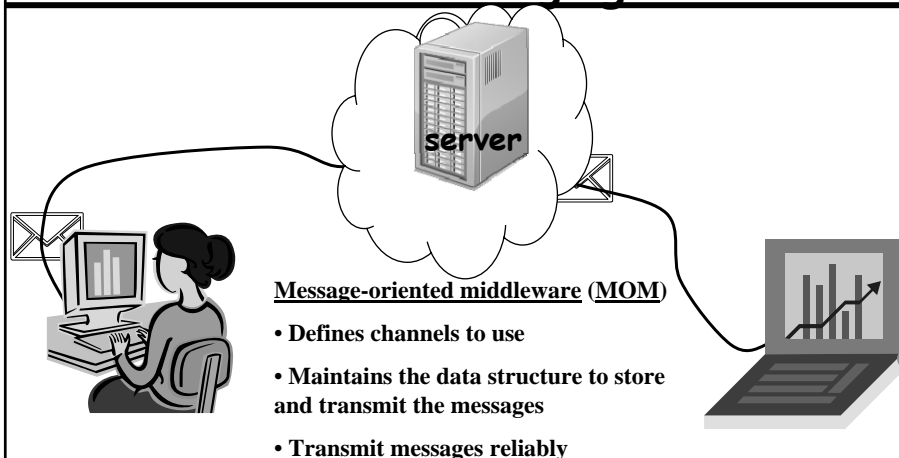 server
Message-oriented middleware (MOM)
• Defines channels to use
• Maintains the data structure to store
and transmit the messages
• Transmit messages reliably